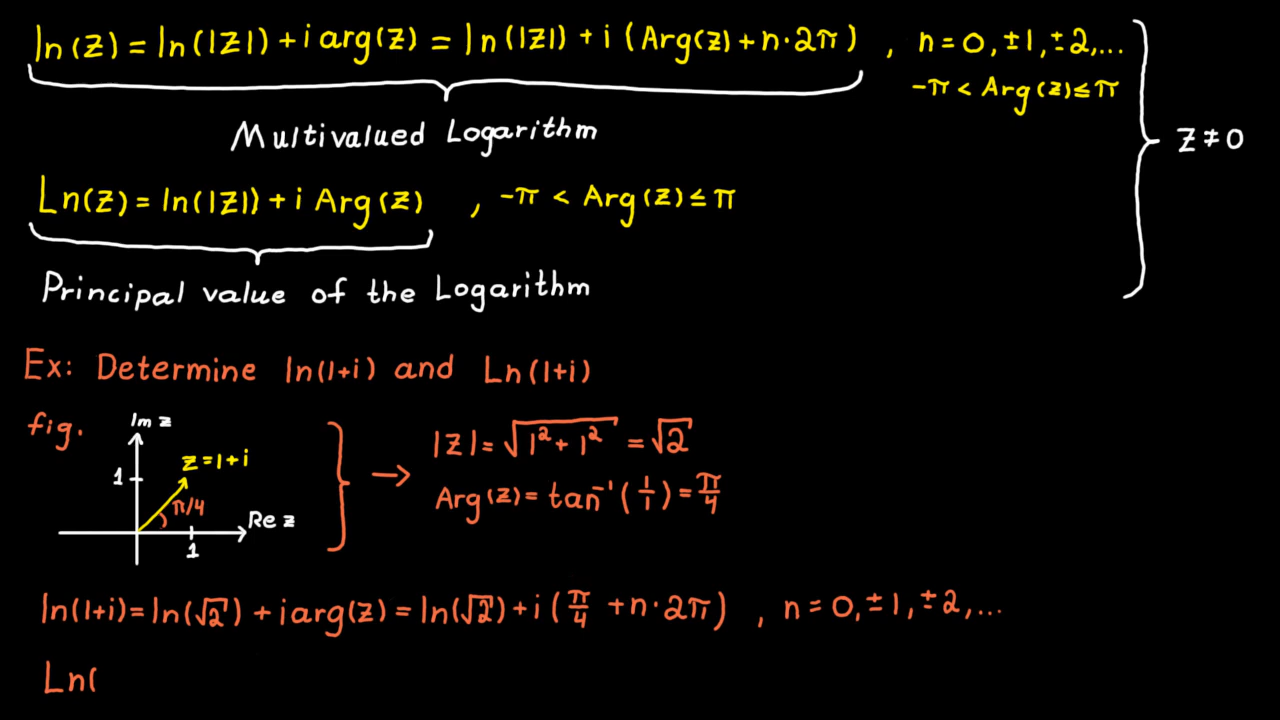 ln(z) = ln(|z|) + i arg(z) = ln(|z|) + i (Arg(z) + n·2π) , n = 0, ±1, ±2,...
-π < Arg(z) ≤ π
z ≠ 0
Multivalued Logarithm
Ln(z) = ln(|z|) + i Arg(z) , -π < Arg(z) ≤ π
Principal value of the Logarithm
Ex: Determine ln(1+i) and Ln(1+i)
fig.
Im z
z = 1+i
1
π/4
Re z
1
|z| = √(1² + 1²) = √2
Arg(z) = tan⁻¹(1/1) = π/4
ln(1+i) = ln(√2) + i arg(z) = ln(√2) + i (π/4 + n·2π) , n = 0, ±1, ±2,...
Ln(